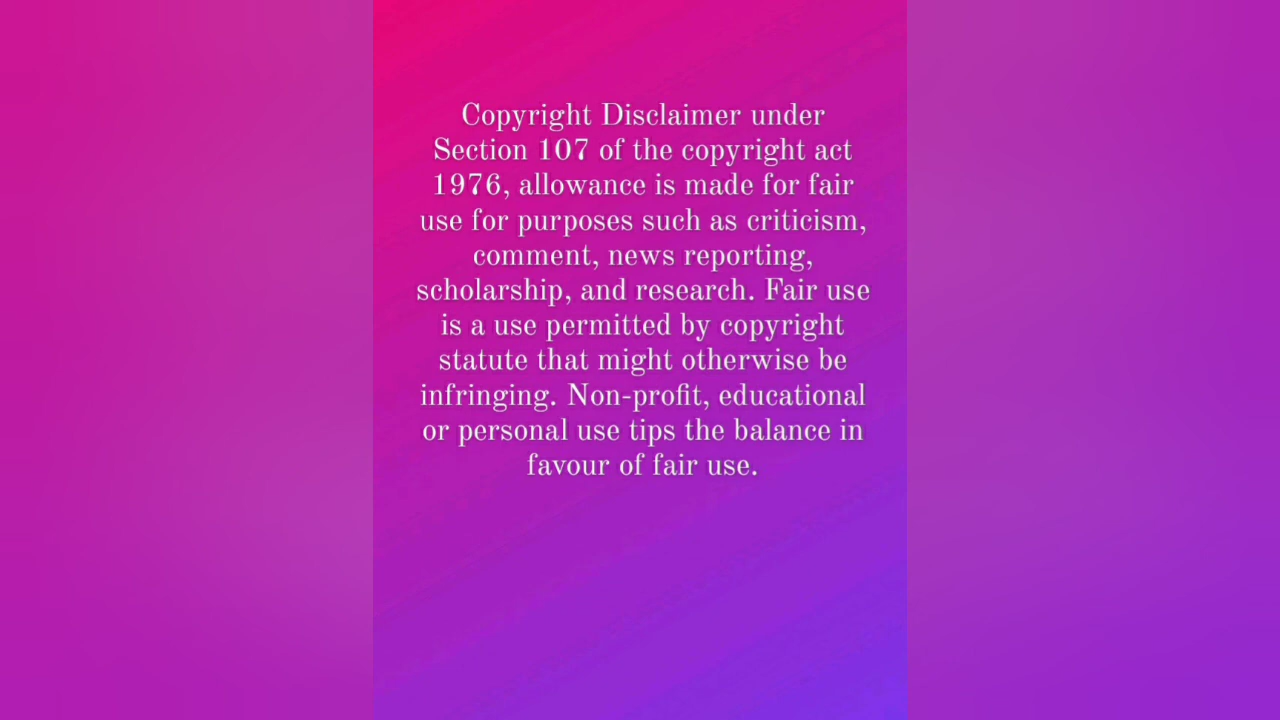 Copyright Disclaimer under
Section 107 of the copyright act
1976, allowance is made for fair
use for purposes such as criticism,
comment, news reporting,
scholarship, and research. Fair use
is a use permitted by copyright
statute that might otherwise be
infringing. Non-profit, educational
or personal use tips the balance in
favour of fair use.